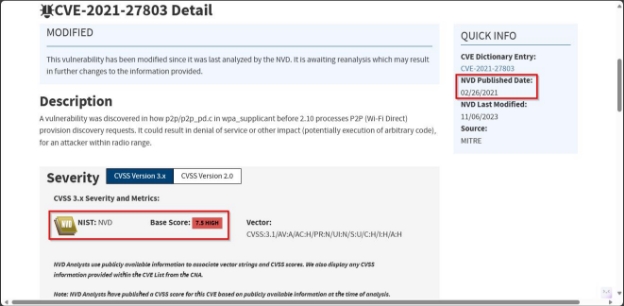 CVE-2021-27803 Detail
MODIFIED
This vulnerability has been modified since it was last analyzed by the NVD. It is awaiting reanalysis which may result
in further changes to the information provided.
Description
A vulnerability was discovered in how p2p/p2p_pd.c in wpa_supplicant before 2.10 processes P2P (Wi-Fi Direct)
provision discovery requests. It could result in denial of service or other impact (potentially execution of arbitrary code),
for an attacker within radio range.
Severity
CVSS Version 3.x
CVSS Version 2.0
CVSS 3.x Severity and Metrics:
NIST: NVD
Base Score: 7.5 HIGH
Vector:
CVSS:3.1/AV:A/AC:H/PR:N/UI:N/S:U/C:H/I:H/A:H
NVD Analysts use publicly available information to associate vector strings and CVSS scores. We also display any CVSS
information provided within the CVE List from the CNA.
Note: NVD Analysts have published a CVSS score for this CVE based on publicly available information at the time of analysis.
QUICK INFO
CVE Dictionary Entry:
CVE-2021-27803
NVD Published Date:
02/26/2021
NVD Last Modified:
11/06/2023
Source:
MITRE